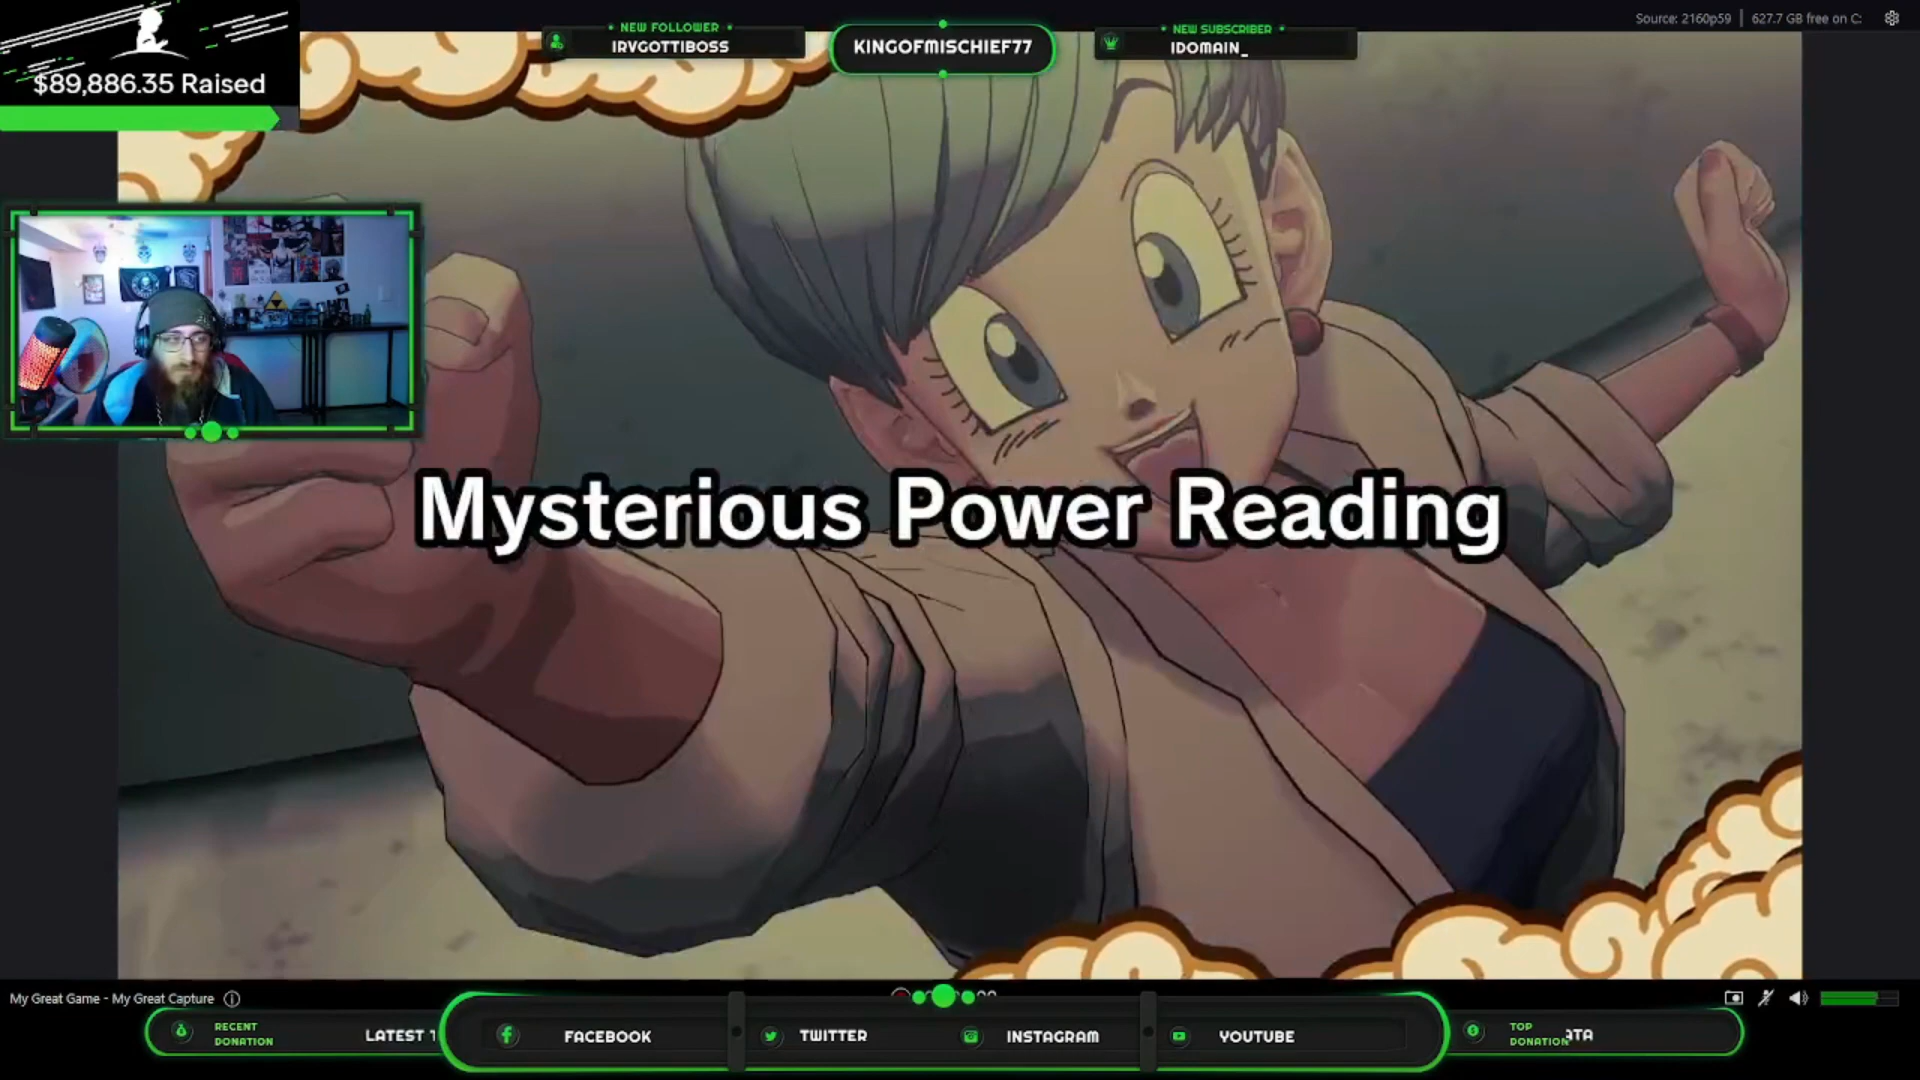 $89,886.35 Raised
NEW FOLLOWER
IRVGOTTIBOSS
KINGOFMISCHIEF77
NEW SUBSCRIBER
IDOMAIN_
Source: 2160p59
627.7 GB free on C:
Mysterious Power Reading
My Great Game - My Great Capture
RECENT
DONATION
LATEST
FACEBOOK
TWITTER
INSTAGRAM
YOUTUBE
TOP
DONATION